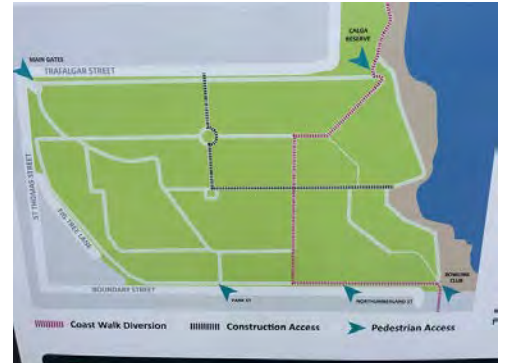 CALGA
RESERVE
MAIN GATES
TRAFALGAR STREET
ST THOMAS STREET
FIG TREE LANE
BOWLING
CLUB
BOUNDARY STREET
PARK ST
NORTHUMBERLAND ST
Coast Walk Diversion
Construction Access
Pedestrian Access